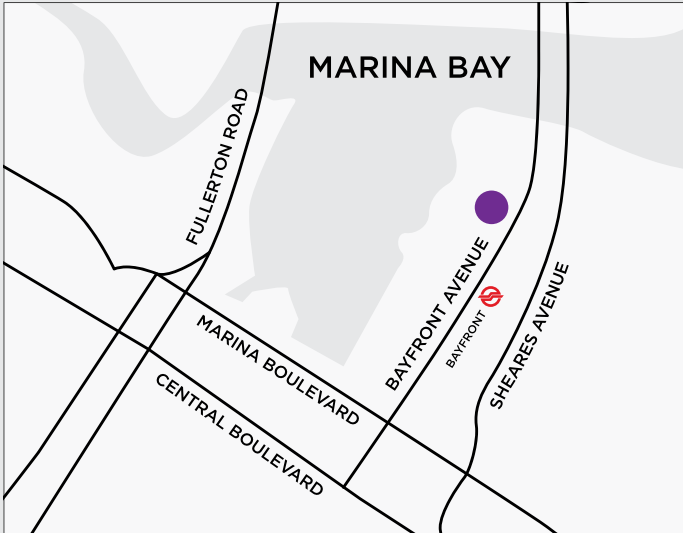 MARINA BAY
FULLERTON ROAD
BAYFRONT AVENUE
BAYFRONT
SHEARES AVENUE
MARINA BOULEVARD
CENTRAL BOULEVARD